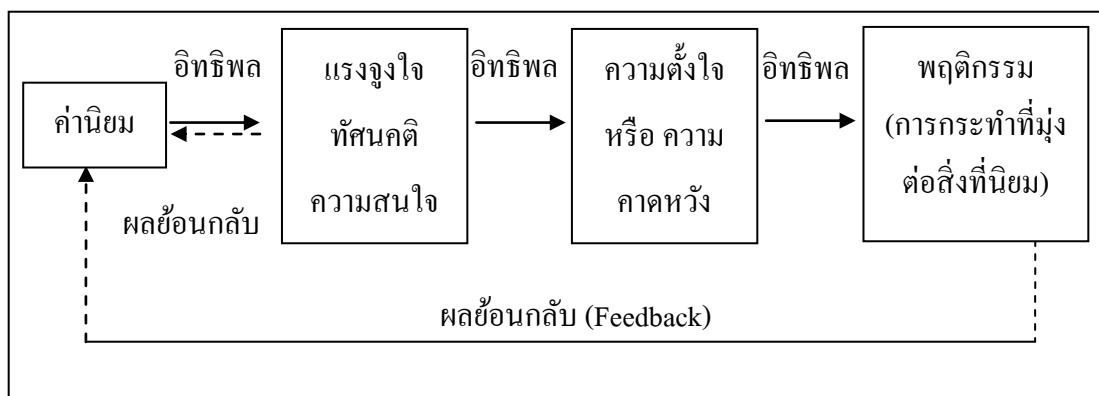 ค่านิยม
อิทธิพล
ผลย้อนกลับ
แรงจูงใจ
ทัศนคติ
ความสนใจ
อิทธิพล
ความตั้งใจ
หรือ ความ
คาดหวัง
อิทธิพล
พฤติกรรม
(การกระทำที่มุ่ง
ต่อสิ่งที่นิยม)
ผลย้อนกลับ (Feedback)